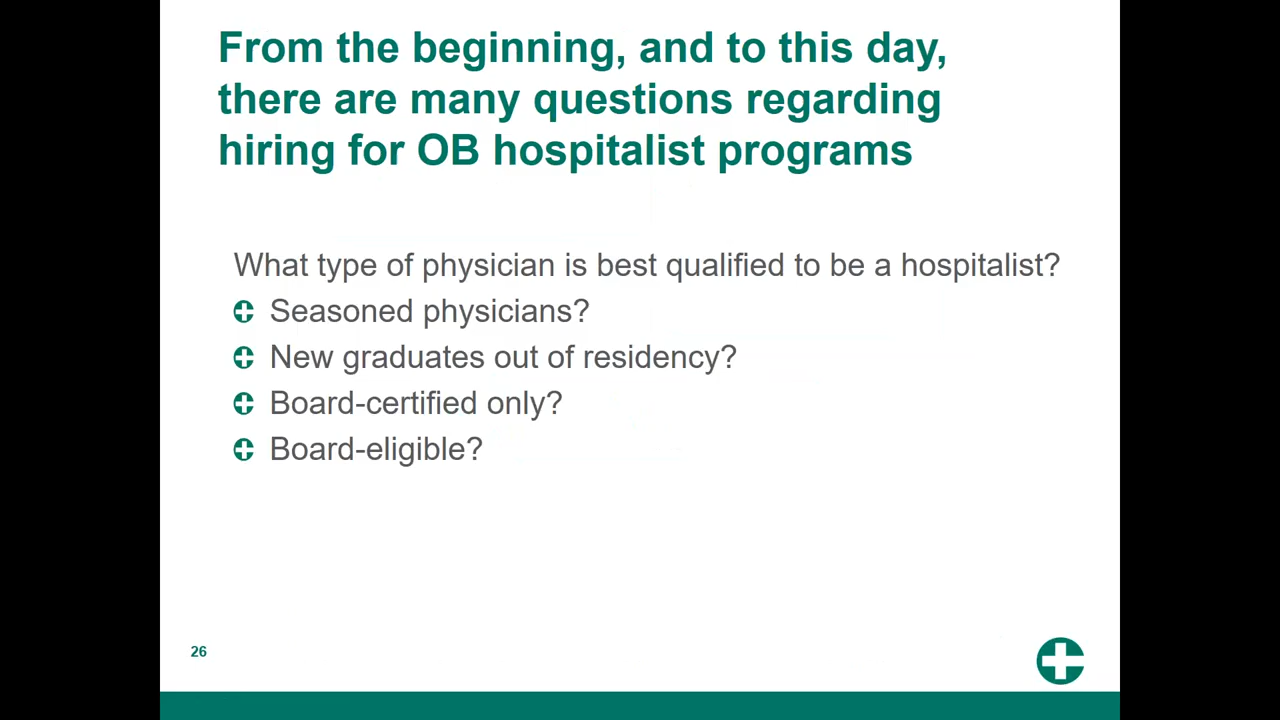 From the beginning, and to this day,
there are many questions regarding
hiring for OB hospitalist programs
What type of physician is best qualified to be a hospitalist?
Seasoned physicians?
New graduates out of residency?
Board-certified only?
Board-eligible?
26